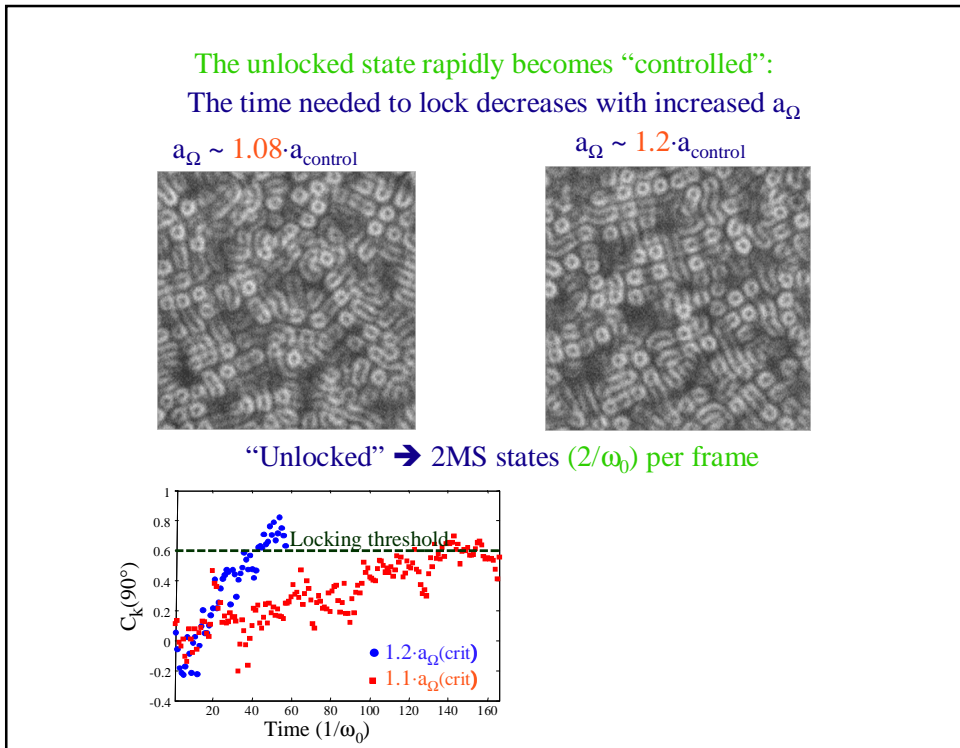 The unlocked state rapidly becomes “controlled”:
The time needed to lock decreases with increased aΩ
aΩ ~ 1.08·acontrol
aΩ ~ 1.2·acontrol
“Unlocked” ➔ 2MS states (2/ω0) per frame
1
0.8
0.6
0.4
0.2
0
-0.2
-0.4
Ck(90°)
Locking threshold
1.2·aΩ(crit)
1.1·aΩ(crit)
20 40 60 80 100 120 140 160
Time (1/ω0)